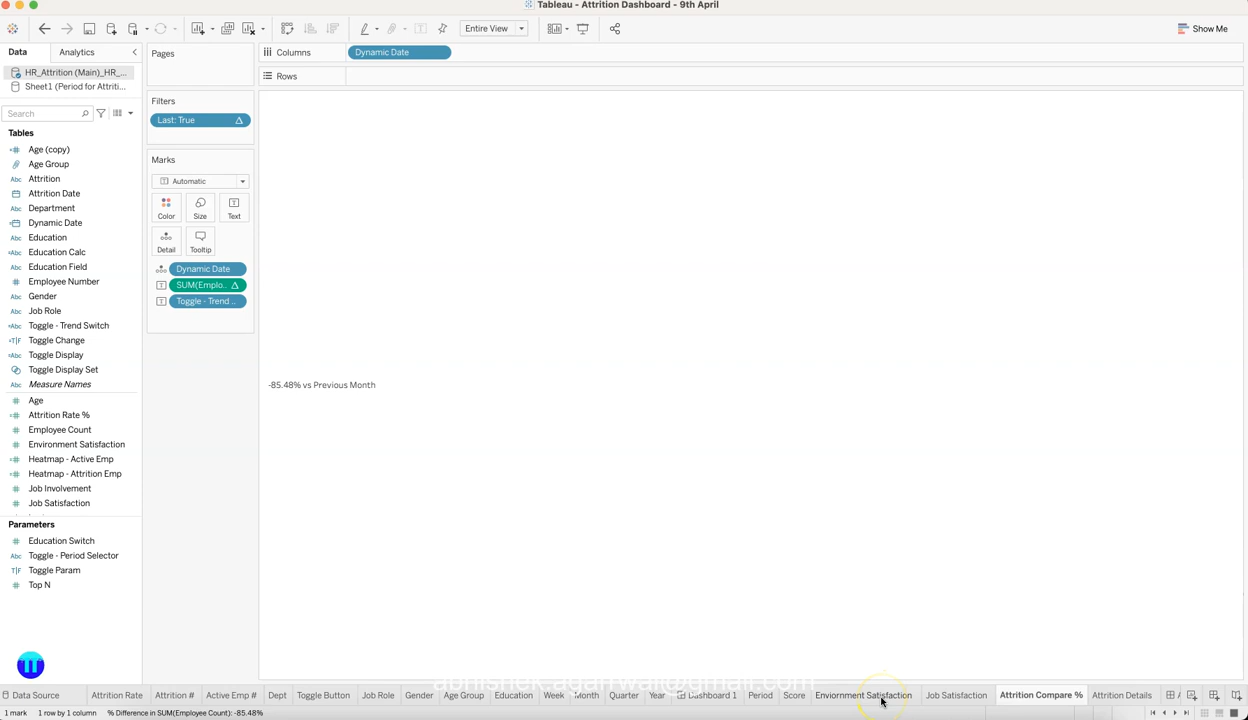 Tableau - Attrition Dashboard - 9th April
Entire View
Show Me
Data
Analytics
Pages
Columns
Dynamic Date
HR_Attrition (Main)_HR_...
Rows
Sheet1 (Period for Attriti...
Filters
Search
Last: True
Tables
Age (copy)
Marks
Age Group
Attrition
Automatic
Attrition Date
Department
Color
Size
Text
Dynamic Date
Education
Education Calc
Detail
Tooltip
Education Field
Dynamic Date
Employee Number
SUM(Emplo..
Gender
Toggle - Trend ..
Job Role
Toggle - Trend Switch
Toggle Change
Toggle Display
Toggle Display Set
Measure Names
-85.48% vs Previous Month
Age
Attrition Rate %
Employee Count
Environment Satisfaction
Heatmap - Active Emp
Heatmap - Attrition Emp
Job Involvement
Job Satisfaction
Parameters
Education Switch
Toggle - Period Selector
Toggle Param
Top N
abhishek.agarrwal@gmail.com
Data Source
Attrition Rate
Attrition #
Active Emp #
Dept
Toggle Button
Job Role
Gender
Age Group
Education
Week
Month
Quarter
Year
Dashboard 1
Period
Score
Enviornment Satisfaction
Job Satisfaction
Attrition Compare %
Attrition Details
1 mark
1 row by 1 column
% Difference in SUM(Employee Count): -85.48%